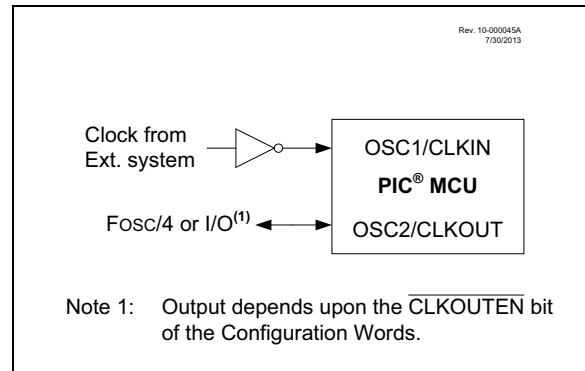 Rev. 10-000045A
7/30/2013
Clock from
Ext. system
OSC1/CLKIN
PIC® MCU
FOSC/4 or I/O(1)
OSC2/CLKOUT
Note 1: Output depends upon the CLKOUTEN bit
of the Configuration Words.